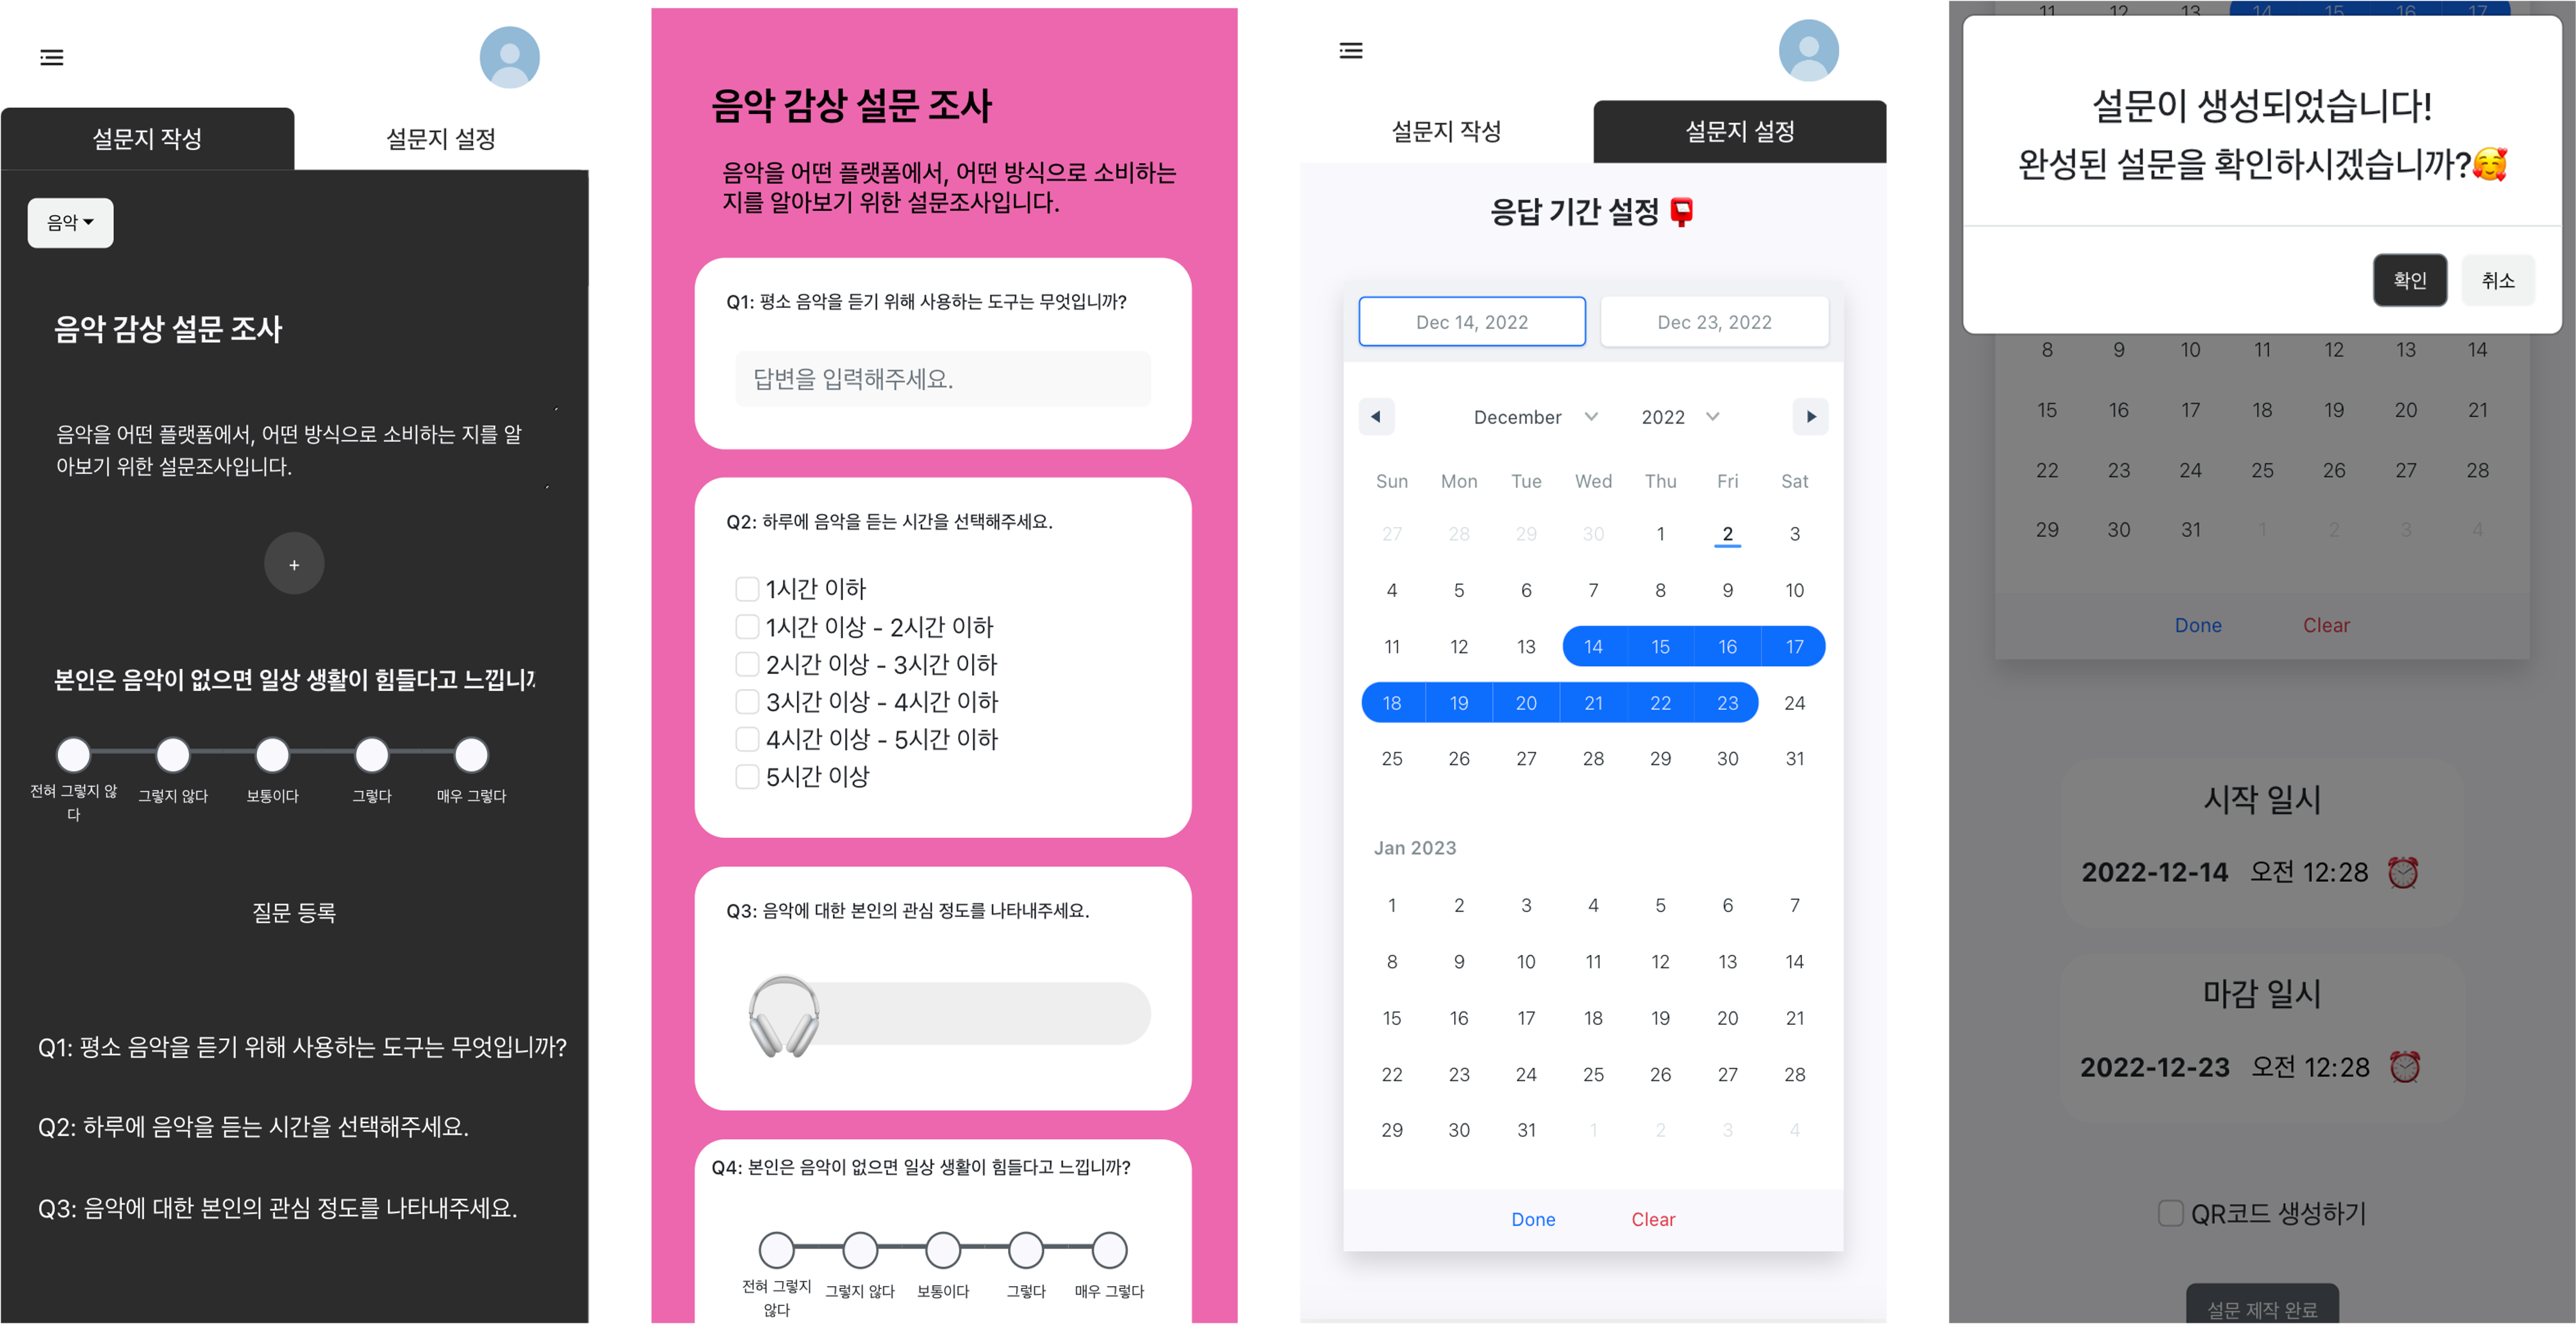 설문지 작성
설문지 설정
음악
음악 감상 설문 조사
음악을 어떤 플랫폼에서, 어떤 방식으로 소비하는 지를 알
아보기 위한 설문조사입니다.
+
본인은 음악이 없으면 일상 생활이 힘들다고 느낍니
전혀 그렇지 않
다
그렇지 않다
보통이다
그렇다
매우 그렇다
질문 등록
Q1: 평소 음악을 듣기 위해 사용하는 도구는 무엇입니까?
Q2: 하루에 음악을 듣는 시간을 선택해주세요.
Q3: 음악에 대한 본인의 관심 정도를 나타내주세요.
음악 감상 설문 조사
음악을 어떤 플랫폼에서, 어떤 방식으로 소비하는
지를 알아보기 위한 설문조사입니다.
Q1: 평소 음악을 듣기 위해 사용하는 도구는 무엇입니까?
답변을 입력해주세요.
Q2: 하루에 음악을 듣는 시간을 선택해주세요.
1시간 이하
1시간 이상 - 2시간 이하
2시간 이상 - 3시간 이하
3시간 이상 - 4시간 이하
4시간 이상 - 5시간 이하
5시간 이상
Q3: 음악에 대한 본인의 관심 정도를 나타내주세요.
Q4: 본인은 음악이 없으면 일상 생활이 힘들다고 느낍니까?
전혀 그렇지
않다
그렇지 않다
보통이다
그렇다
매우 그렇다
설문지 작성
설문지 설정
응답 기간 설정 📮
Dec 14, 2022
Dec 23, 2022
December 2022
Sun Mon Tue Wed Thu Fri Sat
27 28 29 30 1 2 3
4 5 6 7 8 9 10
11 12 13 14 15 16 17
18 19 20 21 22 23 24
25 26 27 28 29 30 31
Jan 2023
1 2 3 4 5 6 7
8 9 10 11 12 13 14
15 16 17 18 19 20 21
22 23 24 25 26 27 28
29 30 31 1 2 3 4
Done Clear
11 12 13 14 15 16 17
설문이 생성되었습니다!
완성된 설문을 확인하시겠습니까?🥰
확인
취소
8 9 10 11 12 13 14
15 16 17 18 19 20 21
22 23 24 25 26 27 28
29 30 31 1 2 3 4
Done Clear
시작 일시
2022-12-14 오전 12:28 ⏰
마감 일시
2022-12-23 오전 12:28 ⏰
QR코드 생성하기
설문 제작 완료